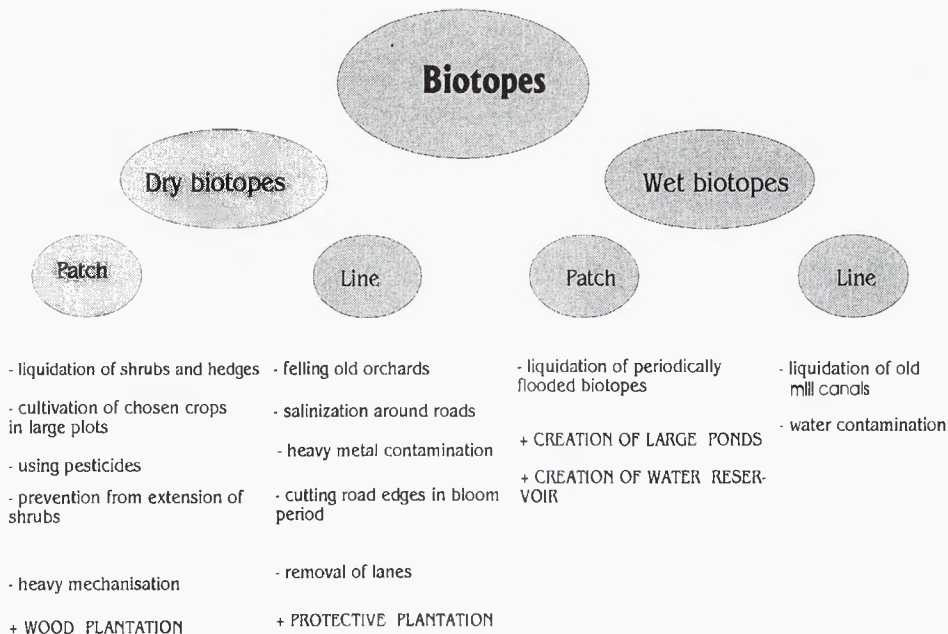 Biotopes
Dry biotopes
Wet biotopes
Patch
Line
Patch
Line
- liquidation of shrubs and hedges
- cultivation of chosen crops
in large plots
- using pesticides
- prevention from extension of
shrubs
- heavy mechanisation
+ WOOD PLANTATION
- felling old orchards
- salinization around roads
- heavy metal contamination
- cutting road edges in bloom
period
- removal of lanes
+ PROTECTIVE PLANTATION
- liquidation of periodically
flooded biotopes
+ CREATION OF LARGE PONDS
+ CREATION OF WATER RESER-
VOIR
- liquidation of old
mill canals
- water contamination